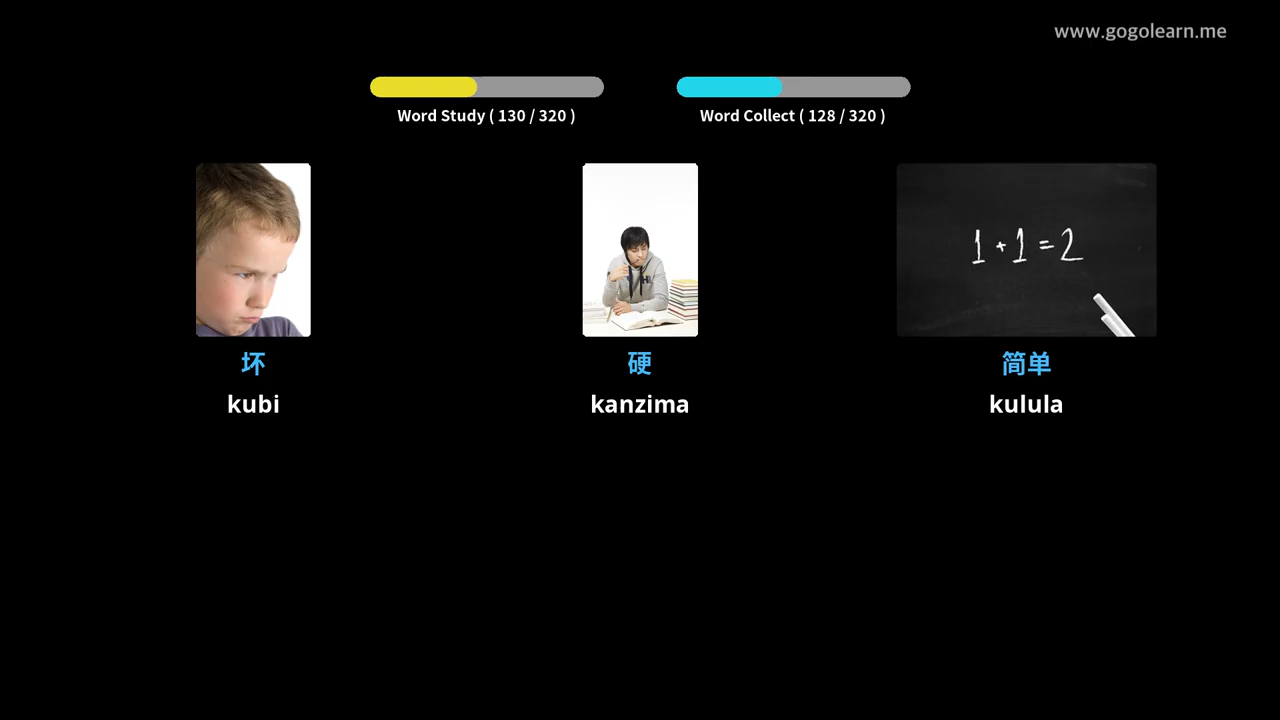 www.gogolearn.me
Word Study ( 130 / 320 )
Word Collect ( 128 / 320 )
1 + 1 = 2
坏
硬
简单
kubi
kanzima
kulula